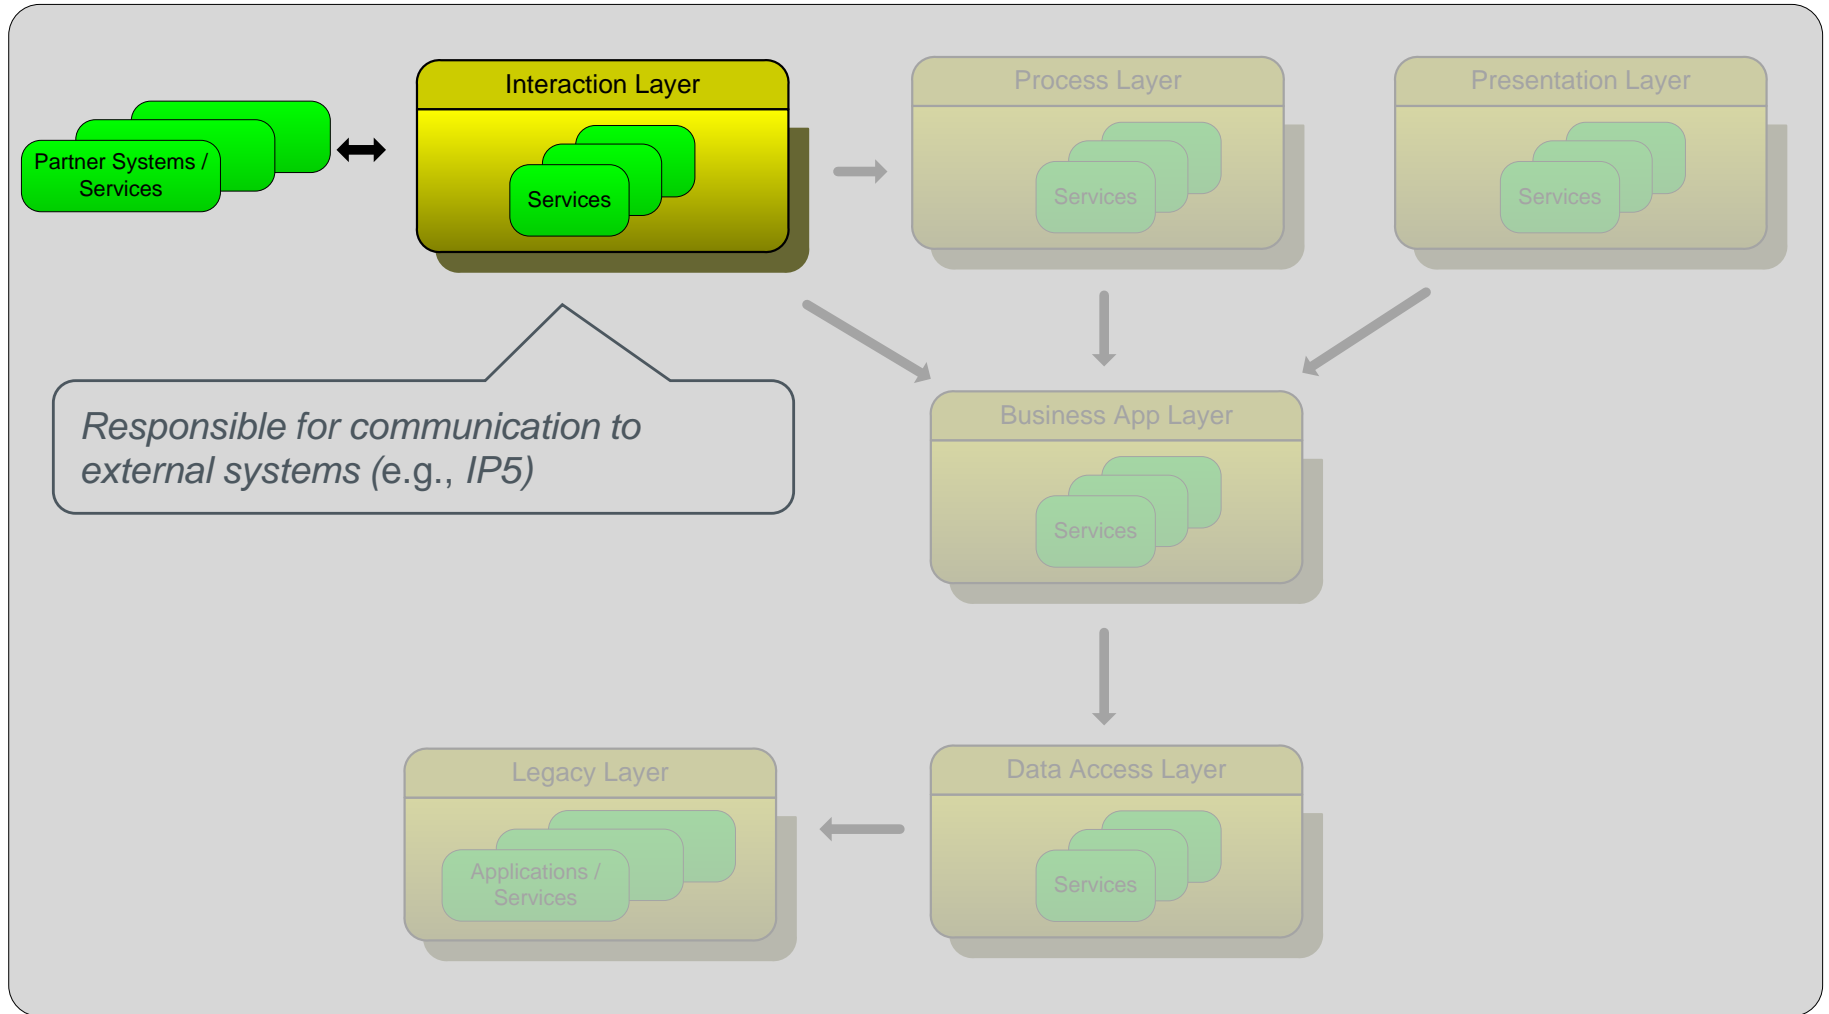 Interaction Layer
Process Layer
Presentation Layer
Partner Systems /
Services
Services
Services
Services
Responsible for communication to
external systems (e.g., IP5)
Business App Layer
Services
Legacy Layer
Data Access Layer
Applications /
Services
Services